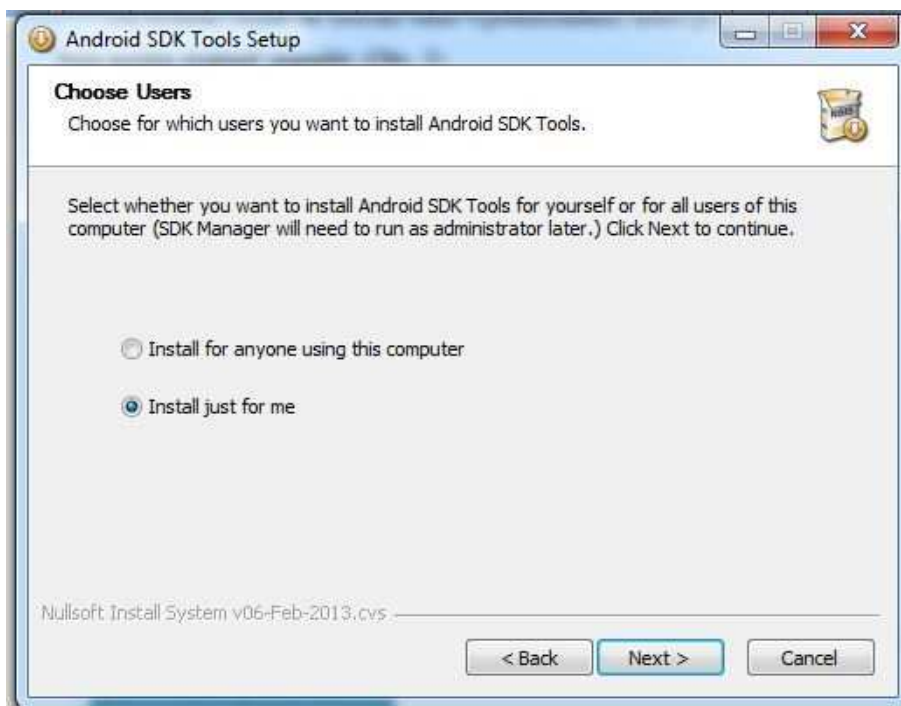 Android SDK Tools Setup
Choose Users
Choose for which users you want to install Android SDK Tools.
Select whether you want to install Android SDK Tools for yourself or for all users of this
computer (SDK Manager will need to run as administrator later.) Click Next to continue.
Install for anyone using this computer
Install just for me
Nullsoft Install System v06-Feb-2013.cvs
< Back
Next >
Cancel